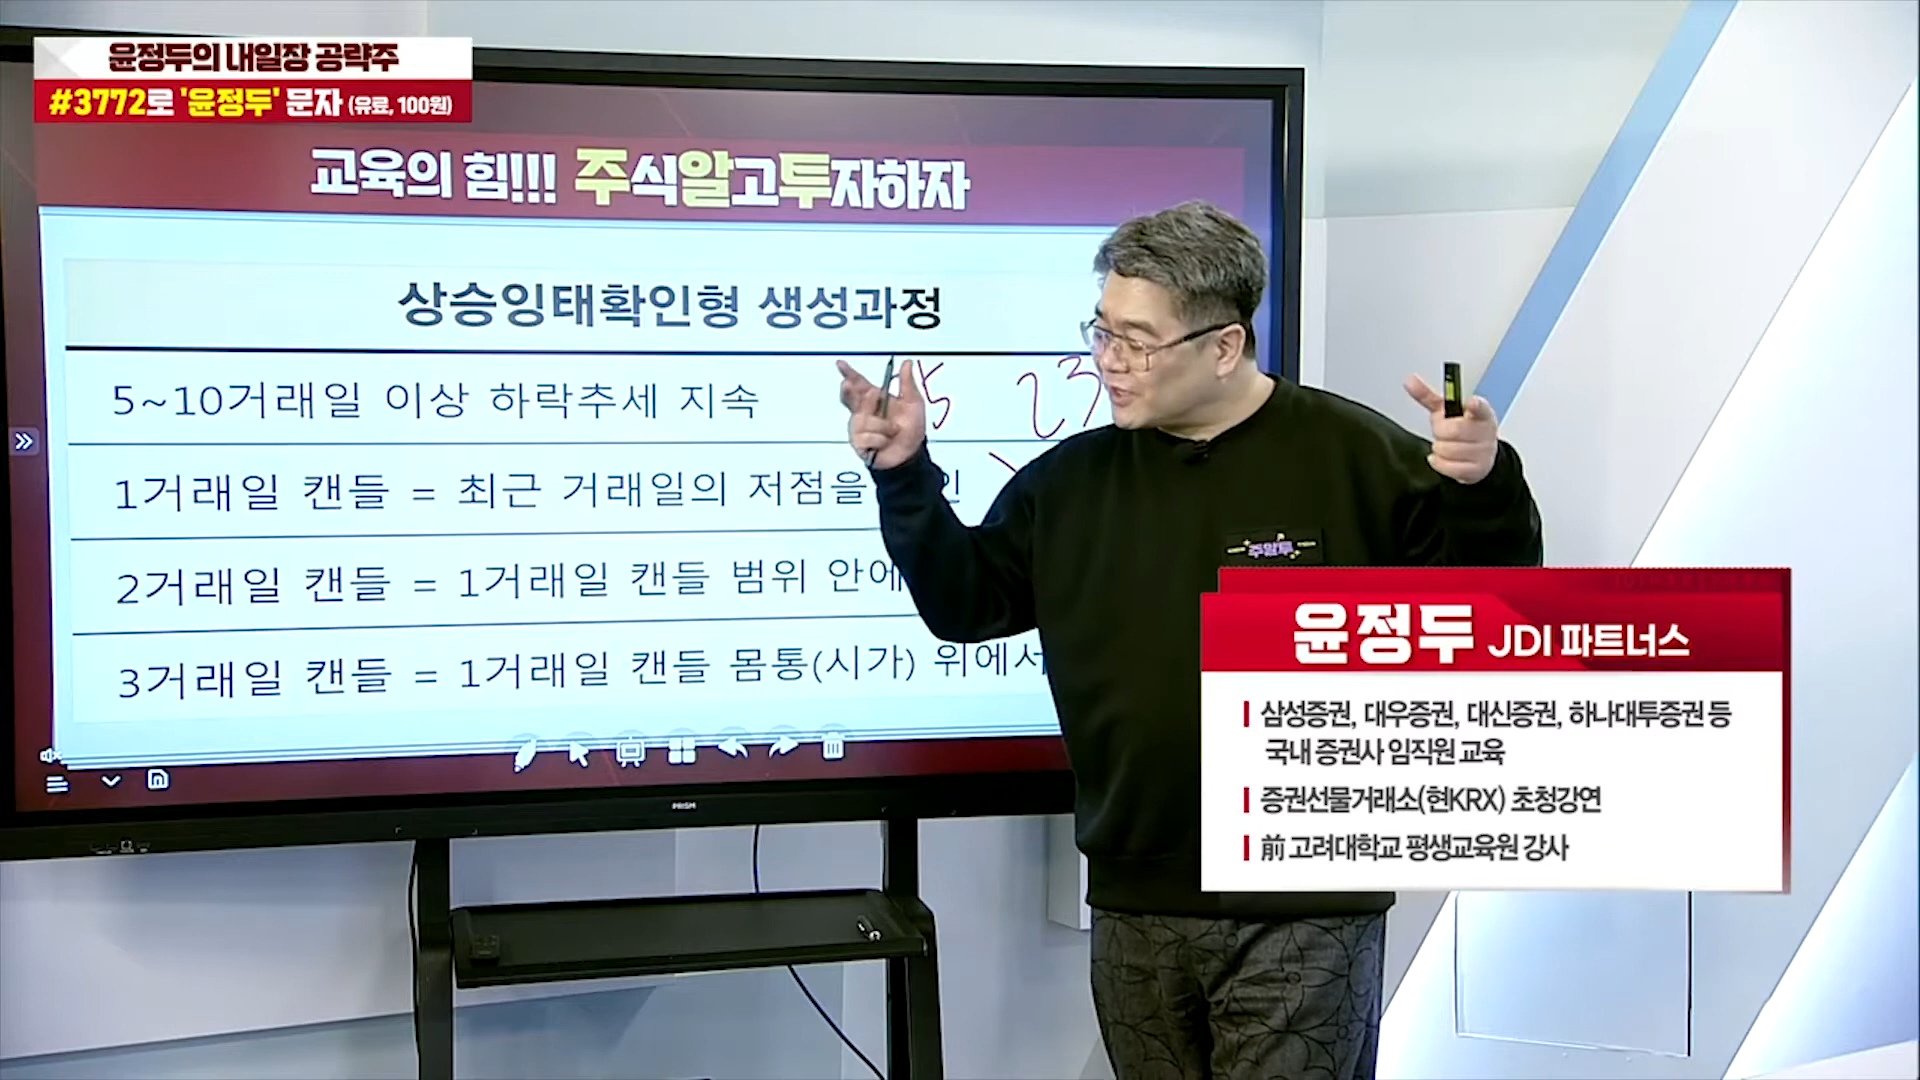 윤정두의 내일장 공략주
#3772로 '윤정두' 문자 (유료, 100원)
교육의 힘!!! 주식알고투자하자
상승잉태확인형 생성과정
5~10거래일 이상 하락추세 지속
5 23
1거래일 캔들 = 최근 거래일의 저점을 인
2거래일 캔들 = 1거래일 캔들 범위 안에
3거래일 캔들 = 1거래일 캔들 몸통(시가) 위에서
PRISM
주알투
윤정두 JDI 파트너스
삼성증권, 대우증권, 대신증권, 하나대투증권 등
국내 증권사 임직원 교육
증권선물거래소(현KRX) 초청강연
前 고려대학교 평생교육원 강사